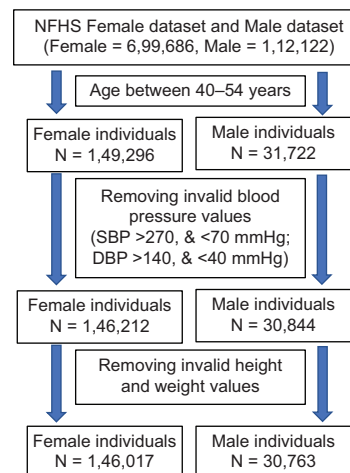 NFHS Female dataset and Male dataset
(Female = 6,99,686, Male = 1,12,122)
Age between 40–54 years
Female individuals
N = 1,49,296
Male individuals
N = 31,722
Removing invalid blood
pressure values
(SBP >270, & <70 mmHg;
DBP >140, & <40 mmHg)
Female individuals
N = 1,46,212
Male individuals
N = 30,844
Removing invalid height
and weight values
Female individuals
N = 1,46,017
Male individuals
N = 30,763